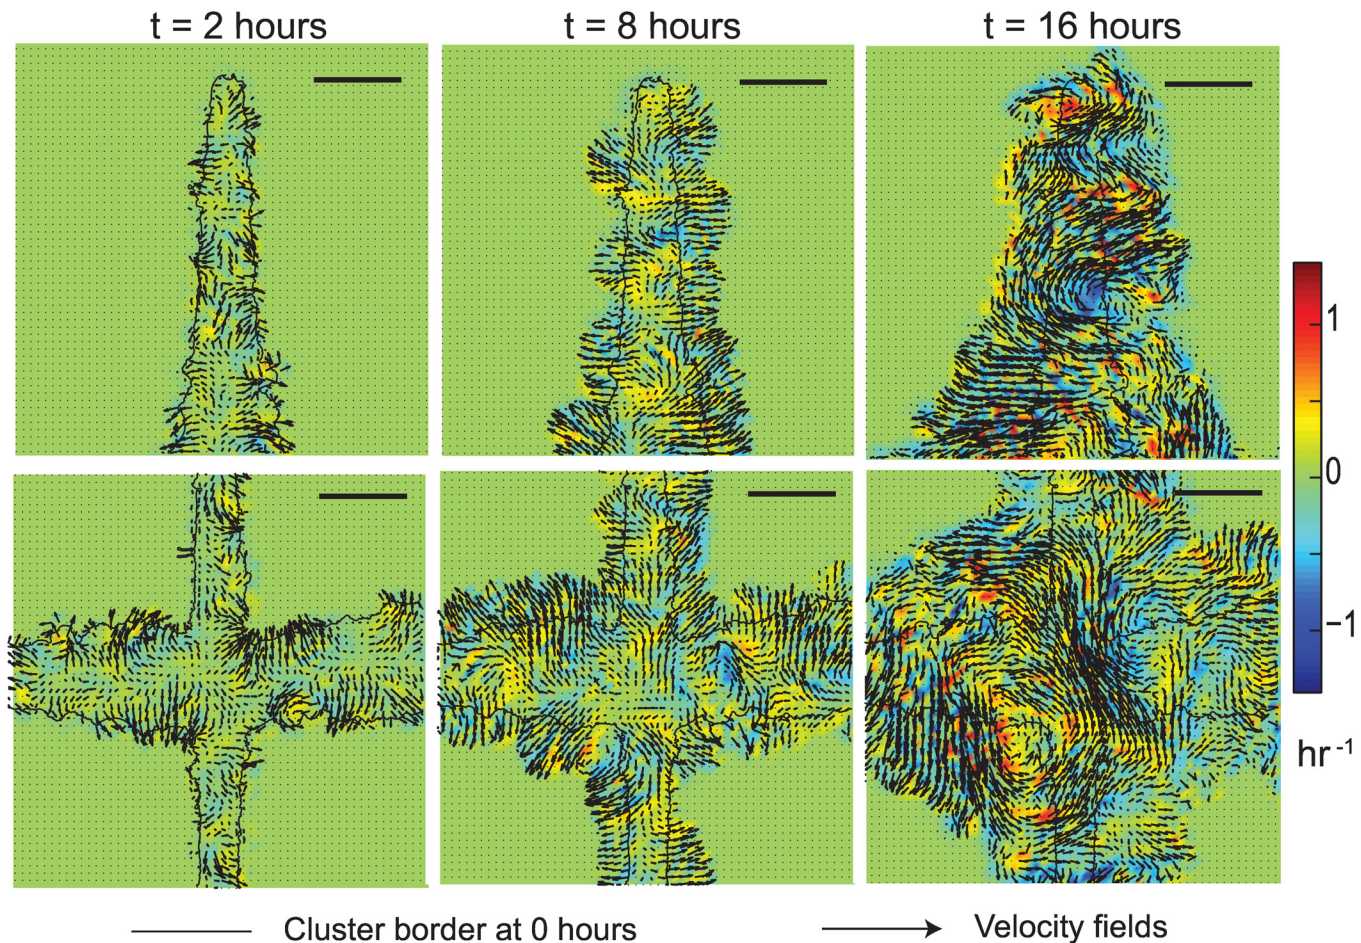 t = 2 hours
t = 8 hours
t = 16 hours
1
0
−1
hr⁻¹
Cluster border at 0 hours
Velocity fields